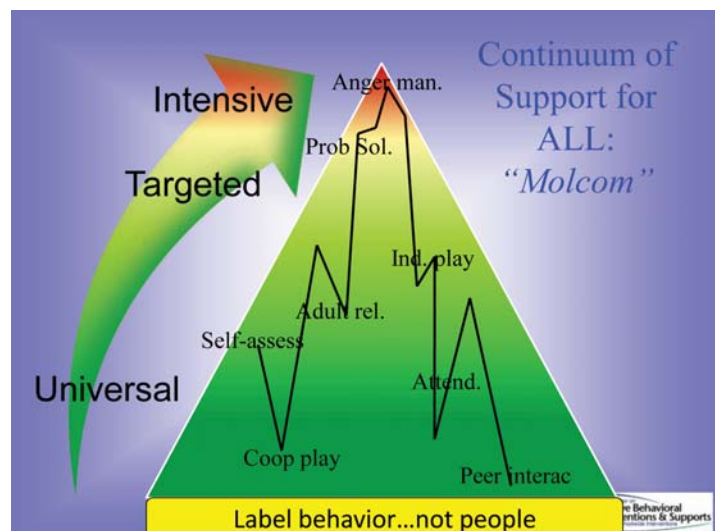 Continuum of
Support for
ALL:
“Molcom”
Intensive
Targeted
Universal
Anger man.
Prob Sol.
Ind. play
Adult rel.
Self-assess
Attend.
Coop play
Peer interac
Label behavior...not people
Behavioral
& Supports